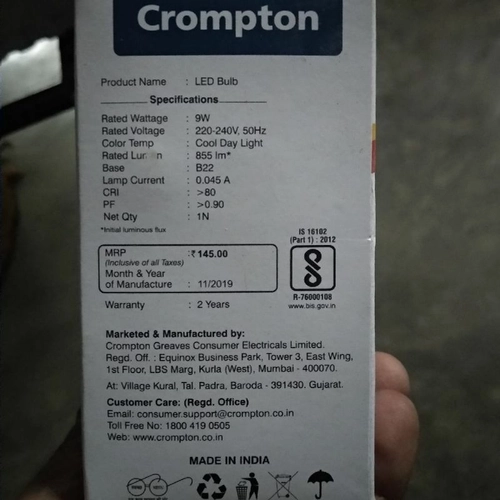 Crompton
Product Name : LED Bulb
Specifications
Rated Wattage : 9W
Rated Voltage : 220-240V, 50Hz
Color Temp : Cool Day Light
Rated Lumen : 855 lm*
Base : B22
Lamp Current : 0.045 A
CRI : >80
PF : >0.90
Net Qty : 1N
*Initial luminous flux
MRP : ₹ 145.00
(Inclusive of all Taxes)
Month & Year
of Manufacture : 11/2019
IS 16102
(Part 1) : 2012
R-76000108
www.bis.gov.in
Warranty : 2 Years
Marketed & Manufactured by:
Crompton Greaves Consumer Electricals Limited.
Regd. Off. : Equinox Business Park, Tower 3, East Wing,
1st Floor, LBS Marg, Kurla (West), Mumbai - 400070.
At: Village Kural, Tal. Padra, Baroda - 391430. Gujarat.
Customer Care: (Regd. Office)
Email: consumer.support@crompton.co.in
Toll Free No: 1800 419 0505
Web: www.crompton.co.in
MADE IN INDIA